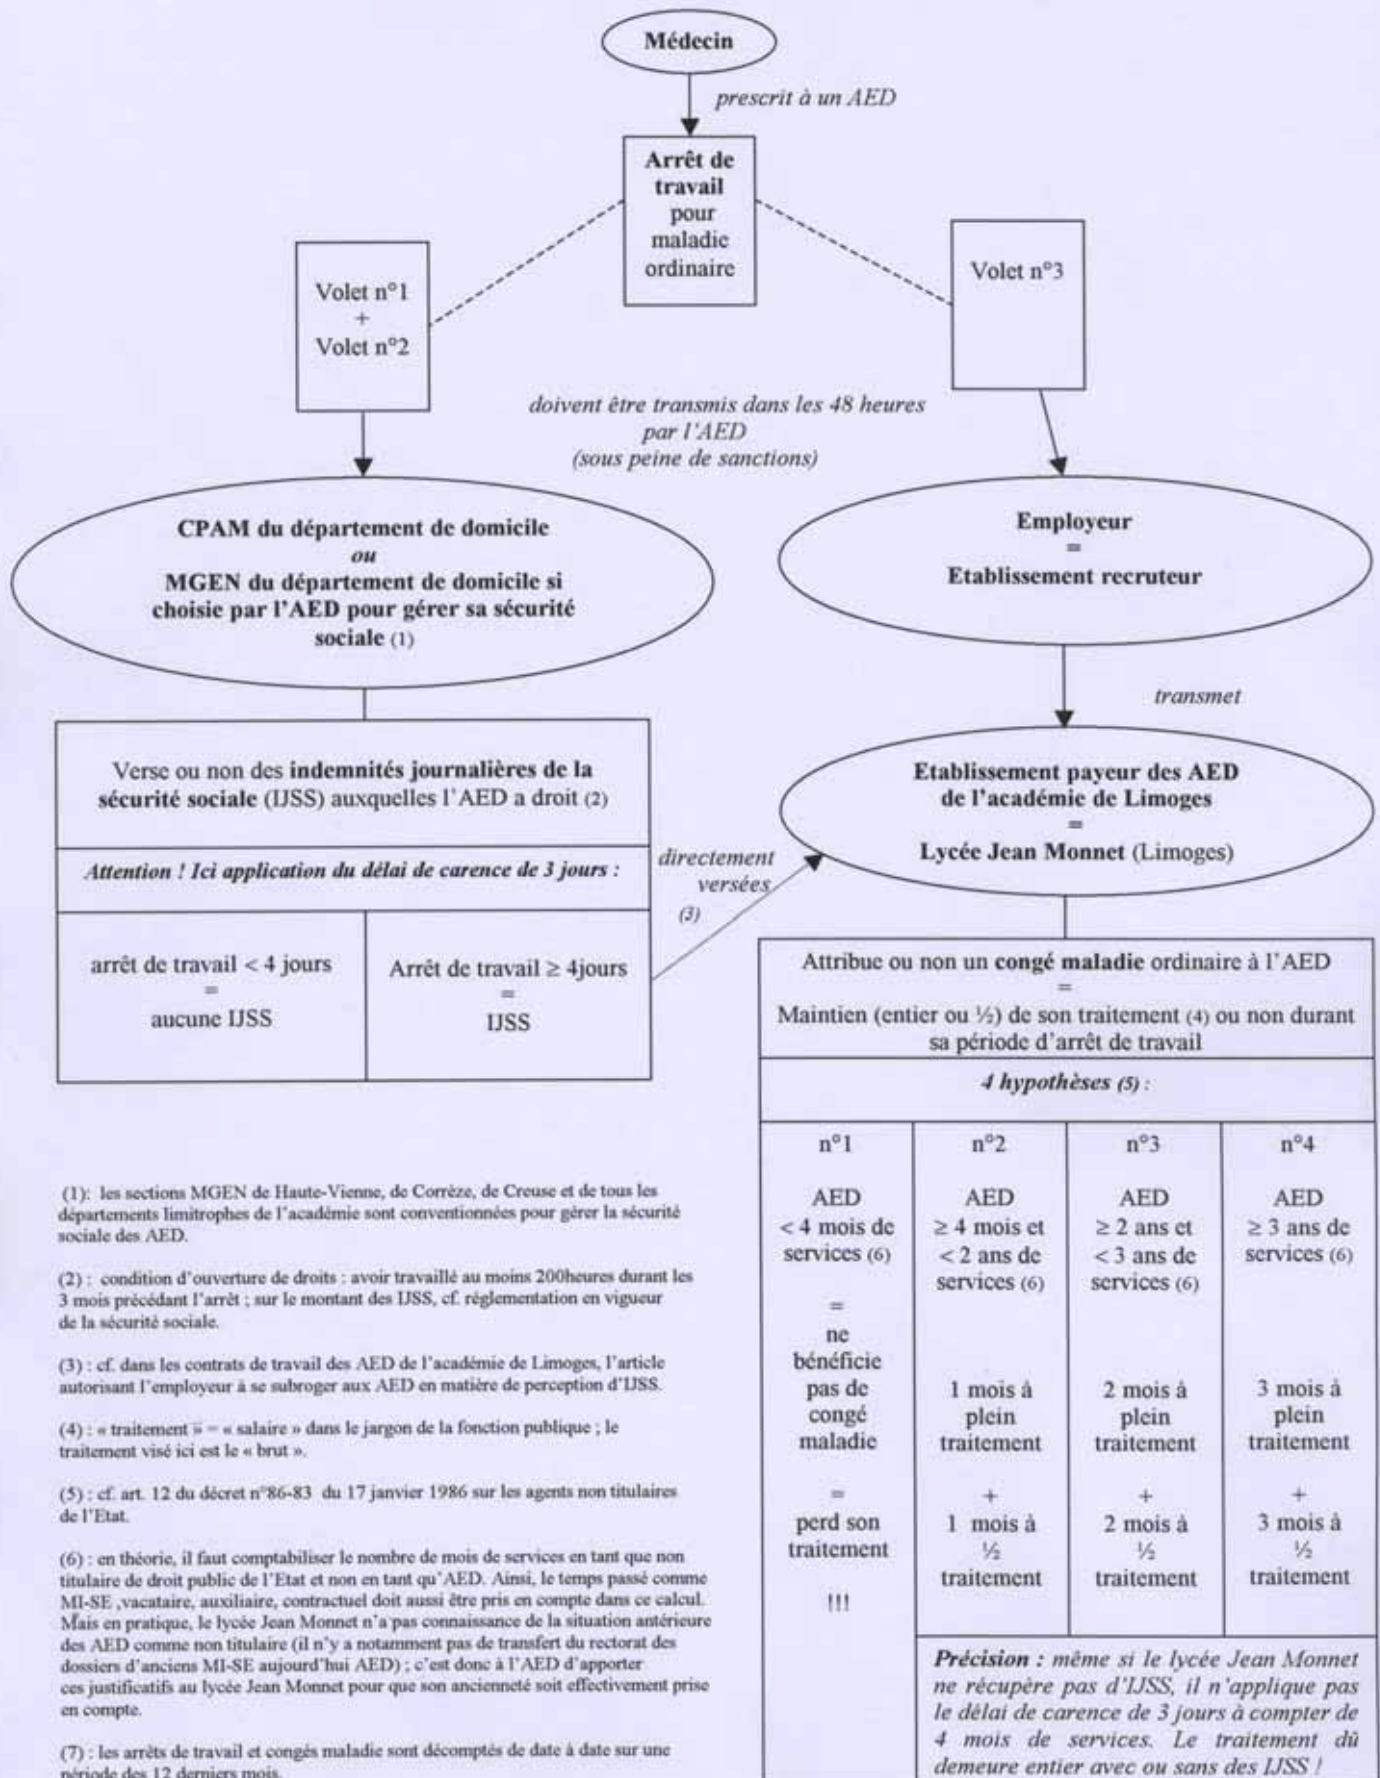 Médecin
prescrit à un AED
Arrêt de
travail
pour
maladie
ordinaire
Volet n°1
+
Volet n°2
Volet n°3
doivent être transmis dans les 48 heures
par l'AED
(sous peine de sanctions)
CPAM du département de domicile
ou
MGEN du département de domicile si
choisie par l'AED pour gérer sa sécurité
sociale (1)
Employeur
=
Etablissement recruteur
transmet
Verse ou non des indemnités journalières de la
sécurité sociale (IJSS) auxquelles l'AED a droit (2)
Attention ! Ici application du délai de carence de 3 jours :
arrêt de travail < 4 jours
=
aucune IJSS
Arrêt de travail ≥ 4jours
=
IJSS
directement
versées
(3)
Etablissement payeur des AED
de l'académie de Limoges
=
Lycée Jean Monnet (Limoges)
Attribue ou non un congé maladie ordinaire à l'AED
=
Maintien (entier ou ½) de son traitement (4) ou non durant
sa période d'arrêt de travail
4 hypothèses (5) :
n°1
AED
< 4 mois de
services (6)
=
ne
bénéficie
pas de
congé
maladie
=
perd son
traitement
!!!
n°2
AED
≥ 4 mois et
< 2 ans de
services (6)
1 mois à
plein
traitement
+
1 mois à
½
traitement
n°3
AED
≥ 2 ans et
< 3 ans de
services (6)
2 mois à
plein
traitement
+
2 mois à
½
traitement
n°4
AED
≥ 3 ans de
services (6)
3 mois à
plein
traitement
+
3 mois à
½
traitement
Précision : même si le lycée Jean Monnet
ne récupère pas d'IJSS, il n'applique pas
le délai de carence de 3 jours à compter de
4 mois de services. Le traitement dû
demeure entier avec ou sans des IJSS !
(1): les sections MGEN de Haute-Vienne, de Corrèze, de Creuse et de tous les
départements limitrophes de l'académie sont conventionnées pour gérer la sécurité
sociale des AED.
(2) : condition d'ouverture de droits : avoir travaillé au moins 200heures durant les
3 mois précédant l'arrêt ; sur le montant des IJSS, cf. réglementation en vigueur
de la sécurité sociale.
(3) : cf. dans les contrats de travail des AED de l'académie de Limoges, l'article
autorisant l'employeur à se subroger aux AED en matière de perception d'IJSS.
(4) : « traitement » = « salaire » dans le jargon de la fonction publique ; le
traitement visé ici est le « brut ».
(5) : cf. art. 12 du décret n°86-83 du 17 janvier 1986 sur les agents non titulaires
de l'Etat.
(6) : en théorie, il faut comptabiliser le nombre de mois de services en tant que non
titulaire de droit public de l'Etat et non en tant qu'AED. Ainsi, le temps passé comme
MI-SE ,vacataire, auxiliaire, contractuel doit aussi être pris en compte dans ce calcul.
Mais en pratique, le lycée Jean Monnet n'a pas connaissance de la situation antérieure
des AED comme non titulaire (il n'y a notamment pas de transfert du rectorat des
dossiers d'anciens MI-SE aujourd'hui AED) ; c'est donc à l'AED d'apporter
ces justificatifs au lycée Jean Monnet pour que son ancienneté soit effectivement prise
en compte.
(7) : les arrêts de travail et congés maladie sont décomptés de date à date sur une
période des 12 derniers mois.